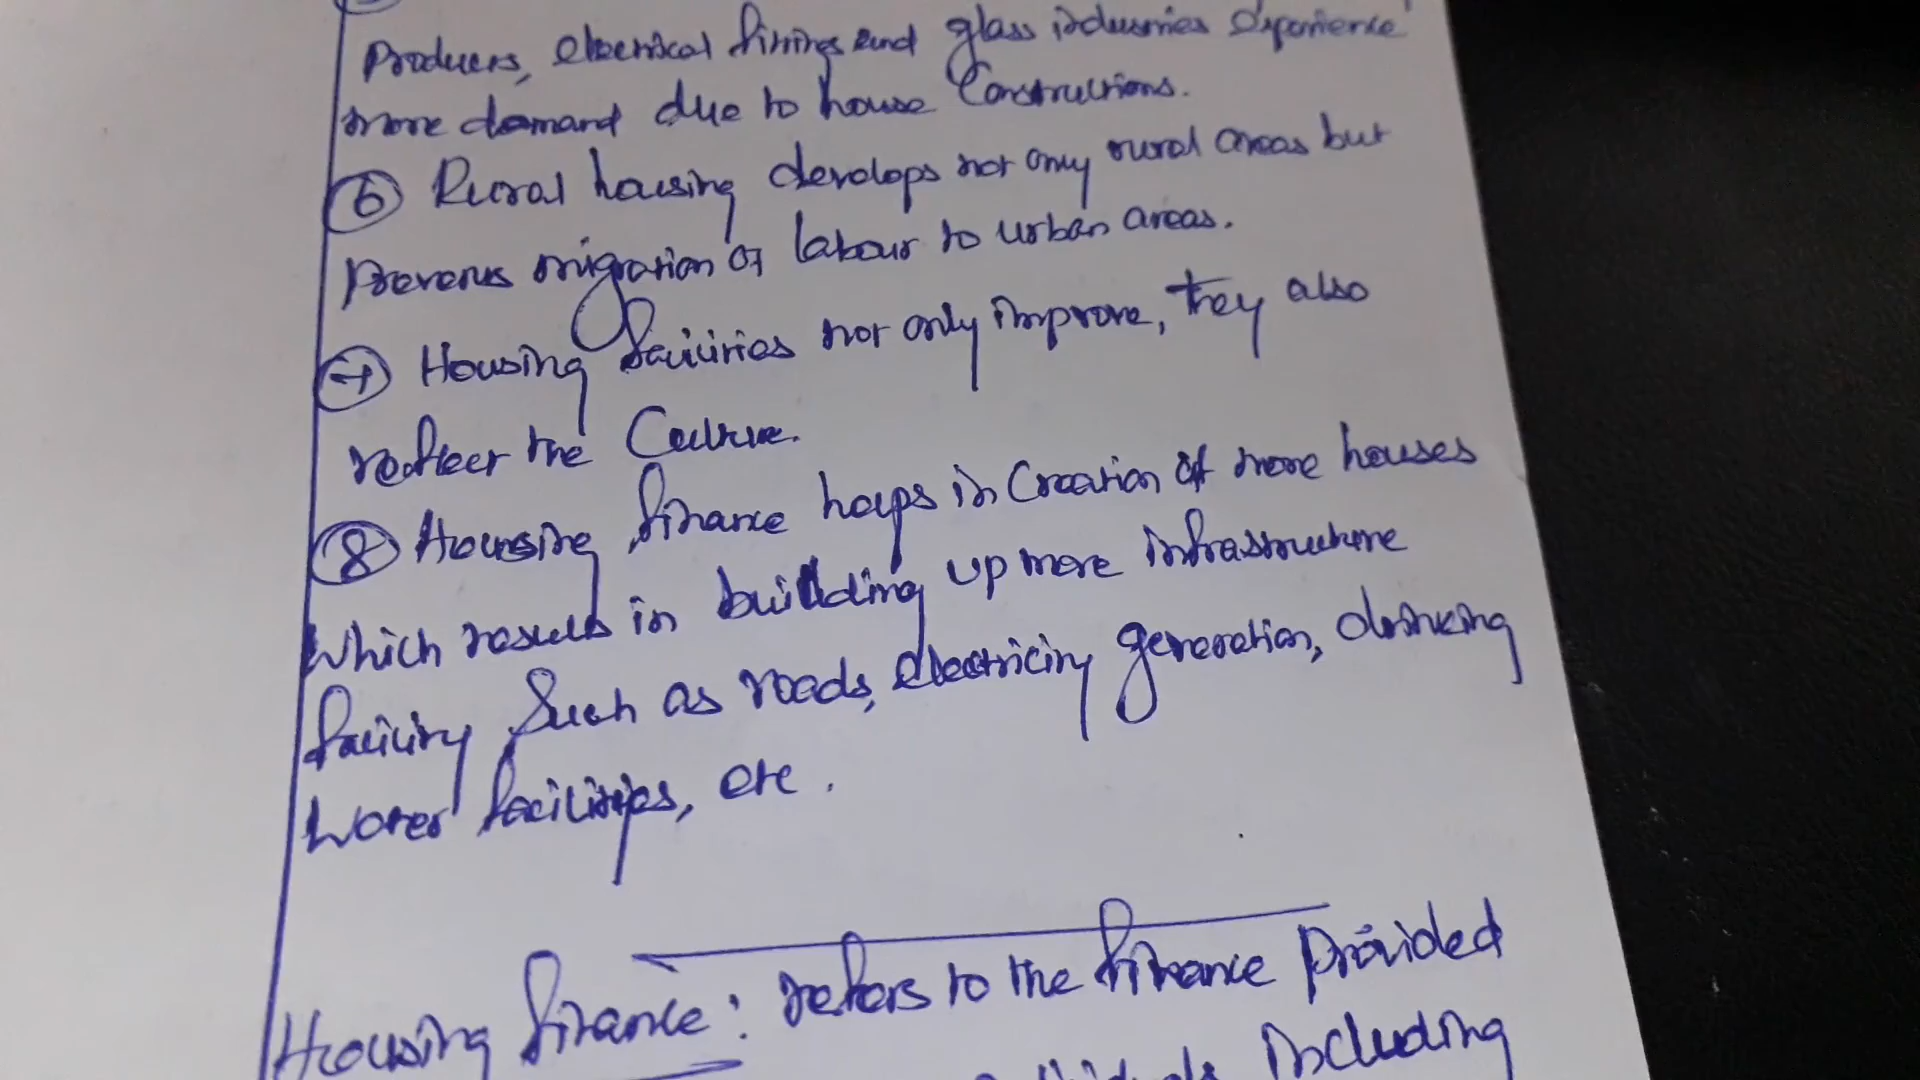 Producers, electrical fittings and glass industries experience
more demand due to house Constructions.
6 Rural housing develops not only rural areas but
prevents migration of labour to urban areas.
7 Housing facilities not only improve, they also
reflect the Culture.
8 Housing finance helps in Creation of more houses
Which results in building up more infrastructure
facility Such as roads, electricity generation, drinking
Water facilities, etc.
Housing finance: refers to the finance Provided
including